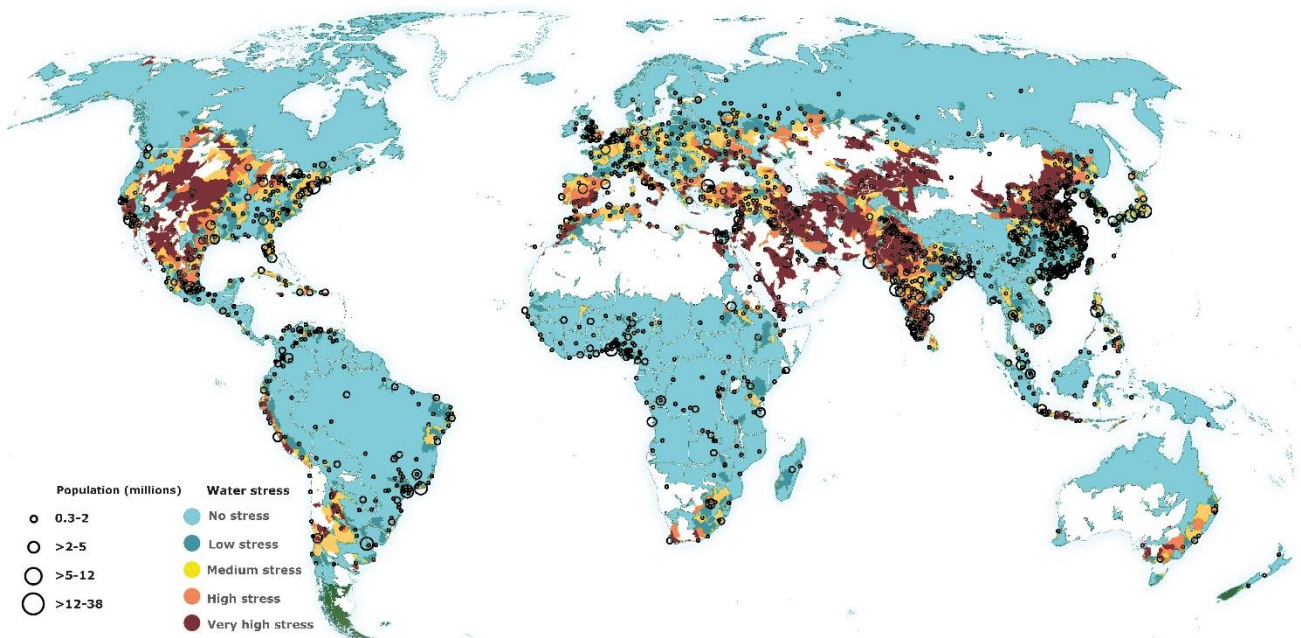 Population (millions)
0.3-2
>2-5
>5-12
>12-38
Water stress
No stress
Low stress
Medium stress
High stress
Very high stress